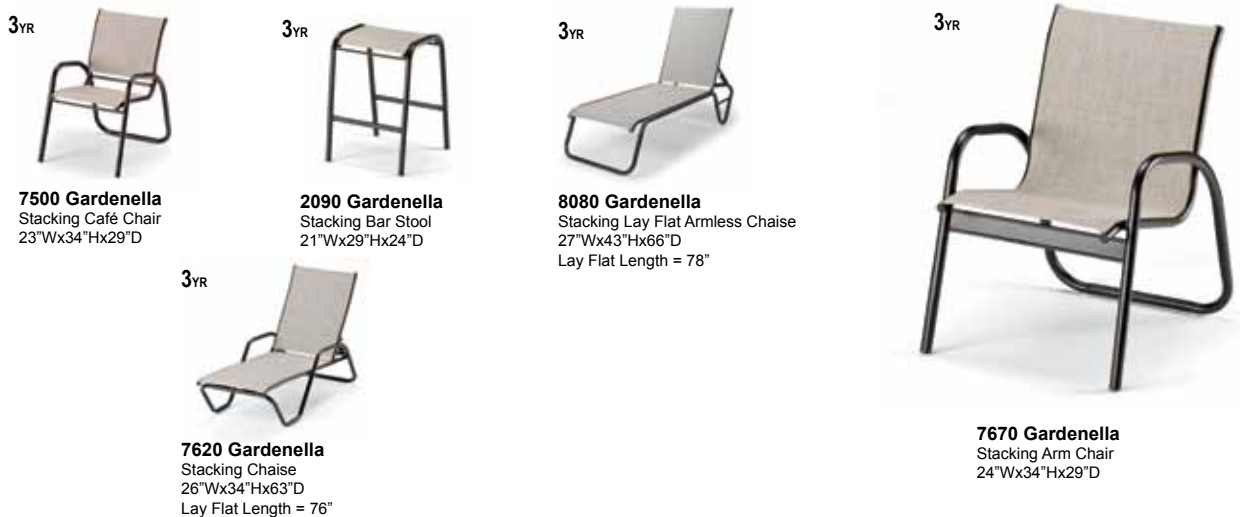 3YR
7500 Gardenella
Stacking Café Chair
23”Wx34”Hx29”D
3YR
2090 Gardenella
Stacking Bar Stool
21”Wx29”Hx24”D
3YR
8080 Gardenella
Stacking Lay Flat Armless Chaise
27”Wx43”Hx66”D
Lay Flat Length = 78”
3YR
7620 Gardenella
Stacking Chaise
26”Wx34”Hx63”D
Lay Flat Length = 76”
3YR
7670 Gardenella
Stacking Arm Chair
24”Wx34”Hx29”D